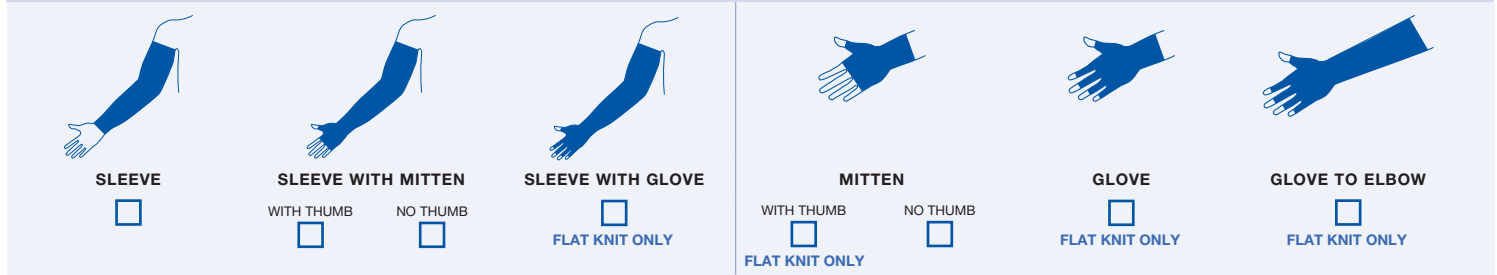 SLEEVE
SLEEVE WITH MITTEN
WITH THUMB
NO THUMB
SLEEVE WITH GLOVE
FLAT KNIT ONLY
MITTEN
WITH THUMB
FLAT KNIT ONLY
NO THUMB
GLOVE
FLAT KNIT ONLY
GLOVE TO ELBOW
FLAT KNIT ONLY